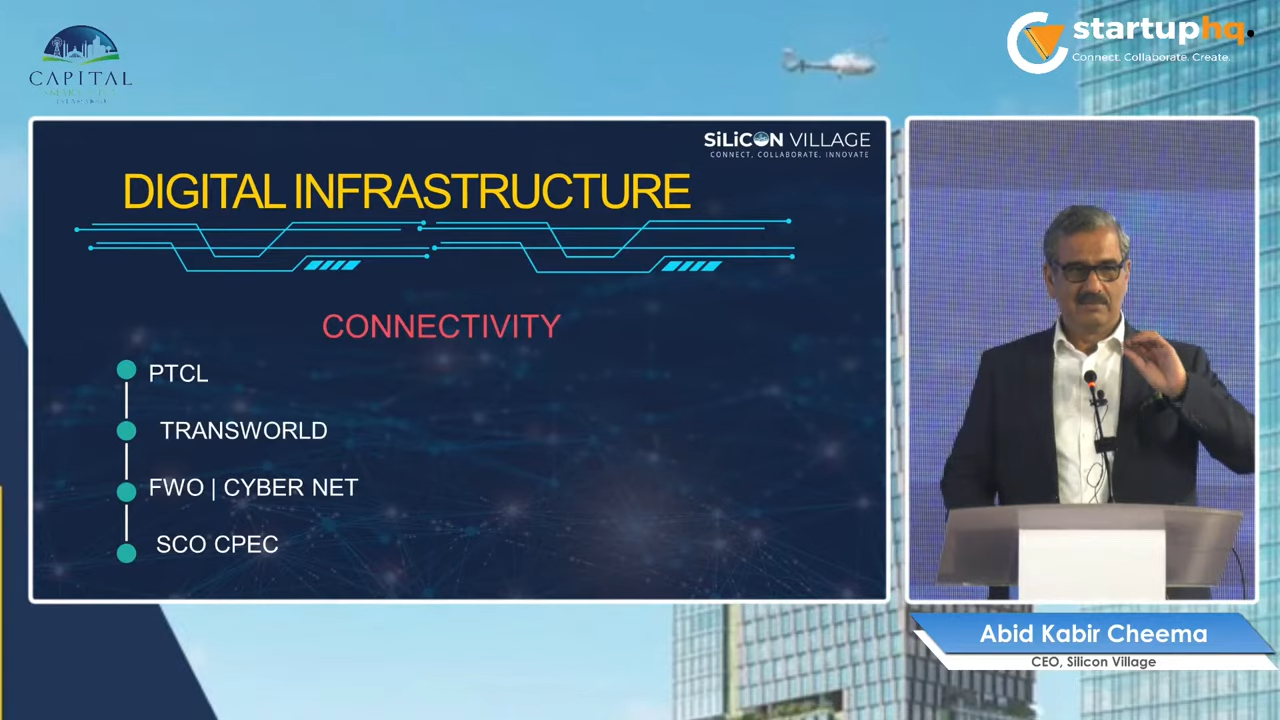 CAPITAL
startuphq.
Connect. Collaborate. Create.
SiLiCON VILLAGE
CONNECT, COLLABORATE. INNOVATE
DIGITAL INFRASTRUCTURE
CONNECTIVITY
PTCL
TRANSWORLD
FWO | CYBER NET
SCO CPEC
Abid Kabir Cheema
CEO, Silicon Village